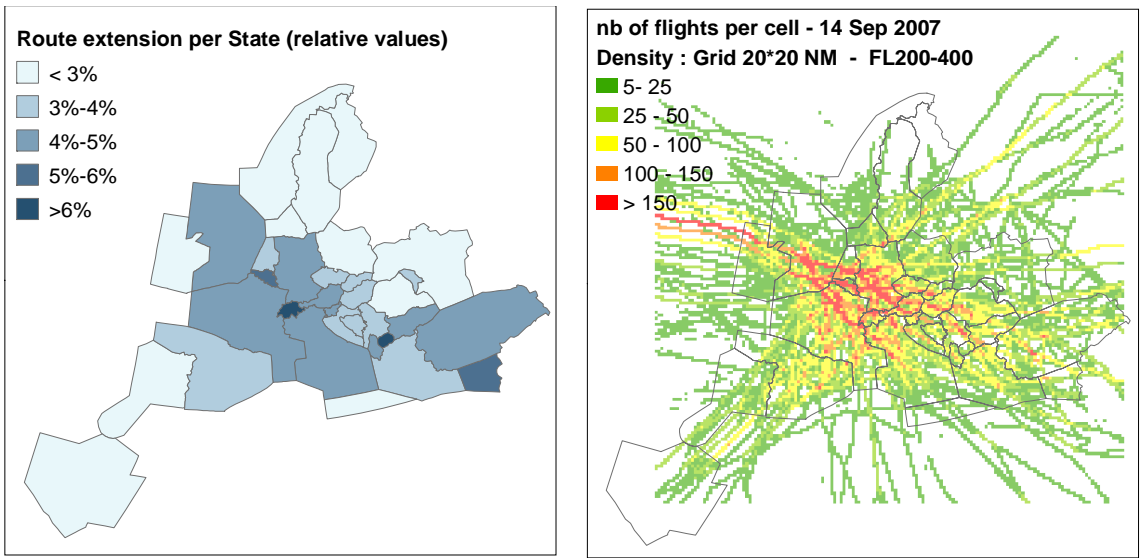 Route extension per State (relative values)
< 3%
3%-4%
4%-5%
5%-6%
>6%
nb of flights per cell - 14 Sep 2007
Density : Grid 20*20 NM  -  FL200-400
5- 25
25 - 50
50 - 100
100 - 150
> 150